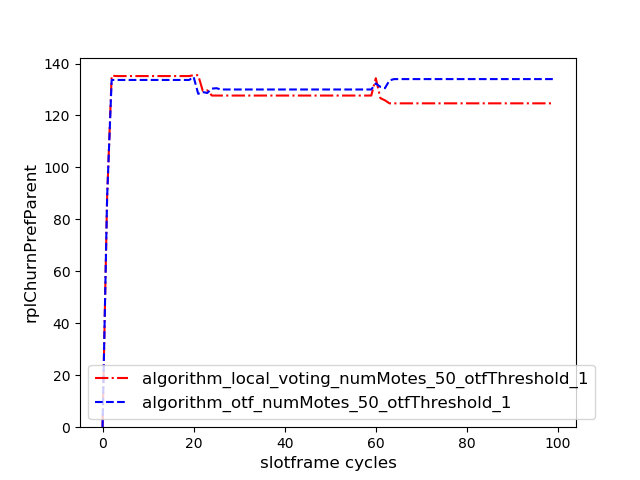 140
120
100
80
60
40
20
0
rplChurnPrefParent
algorithm_local_voting_numMotes_50_otfThreshold_1
algorithm_otf_numMotes_50_otfThreshold_1
0 20 40 60 80 100
slotframe cycles